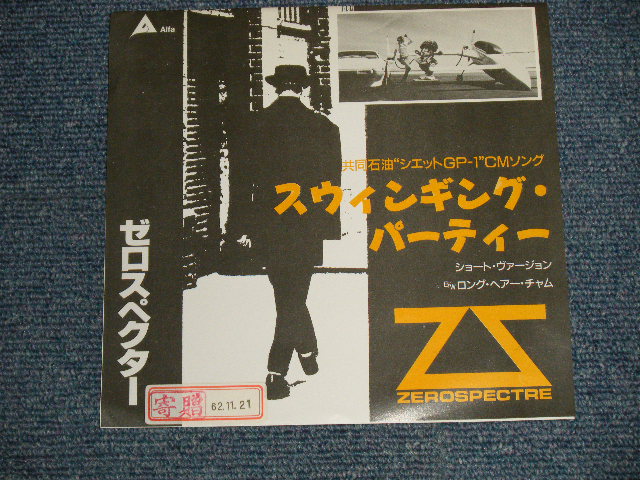 Alfa
共同石油“シエットGP-1”CMソング
スウィンギング・
パーティー
ショート・ヴァージョン
B/W ロング・ヘアー・チャム
ゼロスペクター
ZEROSPECTRE
寄贈
62.11.21